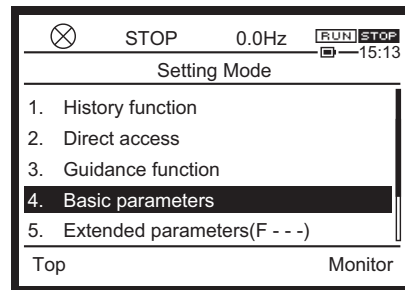 STOP 0.0Hz RUN STOP
15:13
Setting Mode
1. History function
2. Direct access
3. Guidance function
4. Basic parameters
5. Extended parameters(F - - -)
Top Monitor